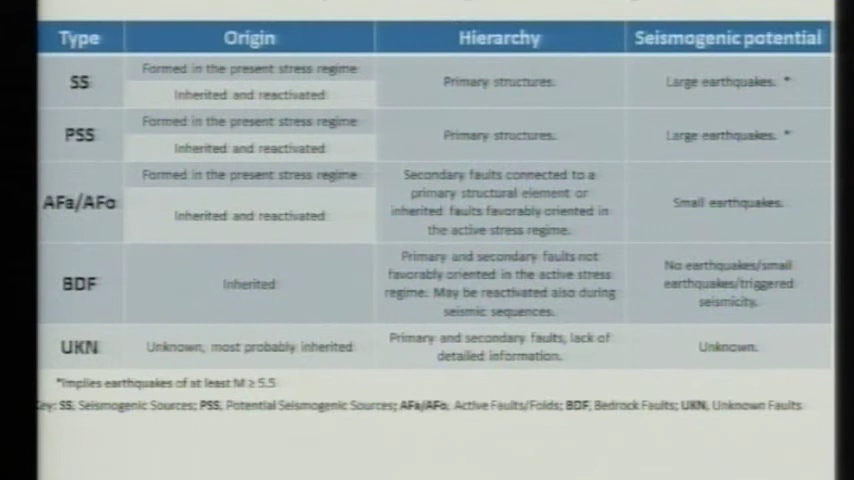 Type Origin Hierarchy Seismogenic potential
SS
Formed in the present stress regime
Inherited and reactivated
Primary structures.
Large earthquakes. *
PSS
Formed in the present stress regime
Inherited and reactivated
Primary structures.
Large earthquakes. *
AFa/AFo
Formed in the present stress regime
Inherited and reactivated
Secondary faults connected to a
primary structural element or
inherited faults favorably oriented in
the active stress regime.
Small earthquakes.
BDF
Inherited
Primary and secondary faults not
favorably oriented in the active stress
regime. May be reactivated also during
seismic sequences.
No earthquakes/small
earthquakes/triggered
seismicity.
UKN
Unknown, most probably inherited
Primary and secondary faults, lack of
detailed information.
Unknown.
*Implies earthquakes of at least M ≥ 5.5
ey: SS, Seismogenic Sources; PSS, Potential Seismogenic Sources; AFa/AFo, Active Faults/Folds; BDF, Bedrock Faults; UKN, Unknown Faults